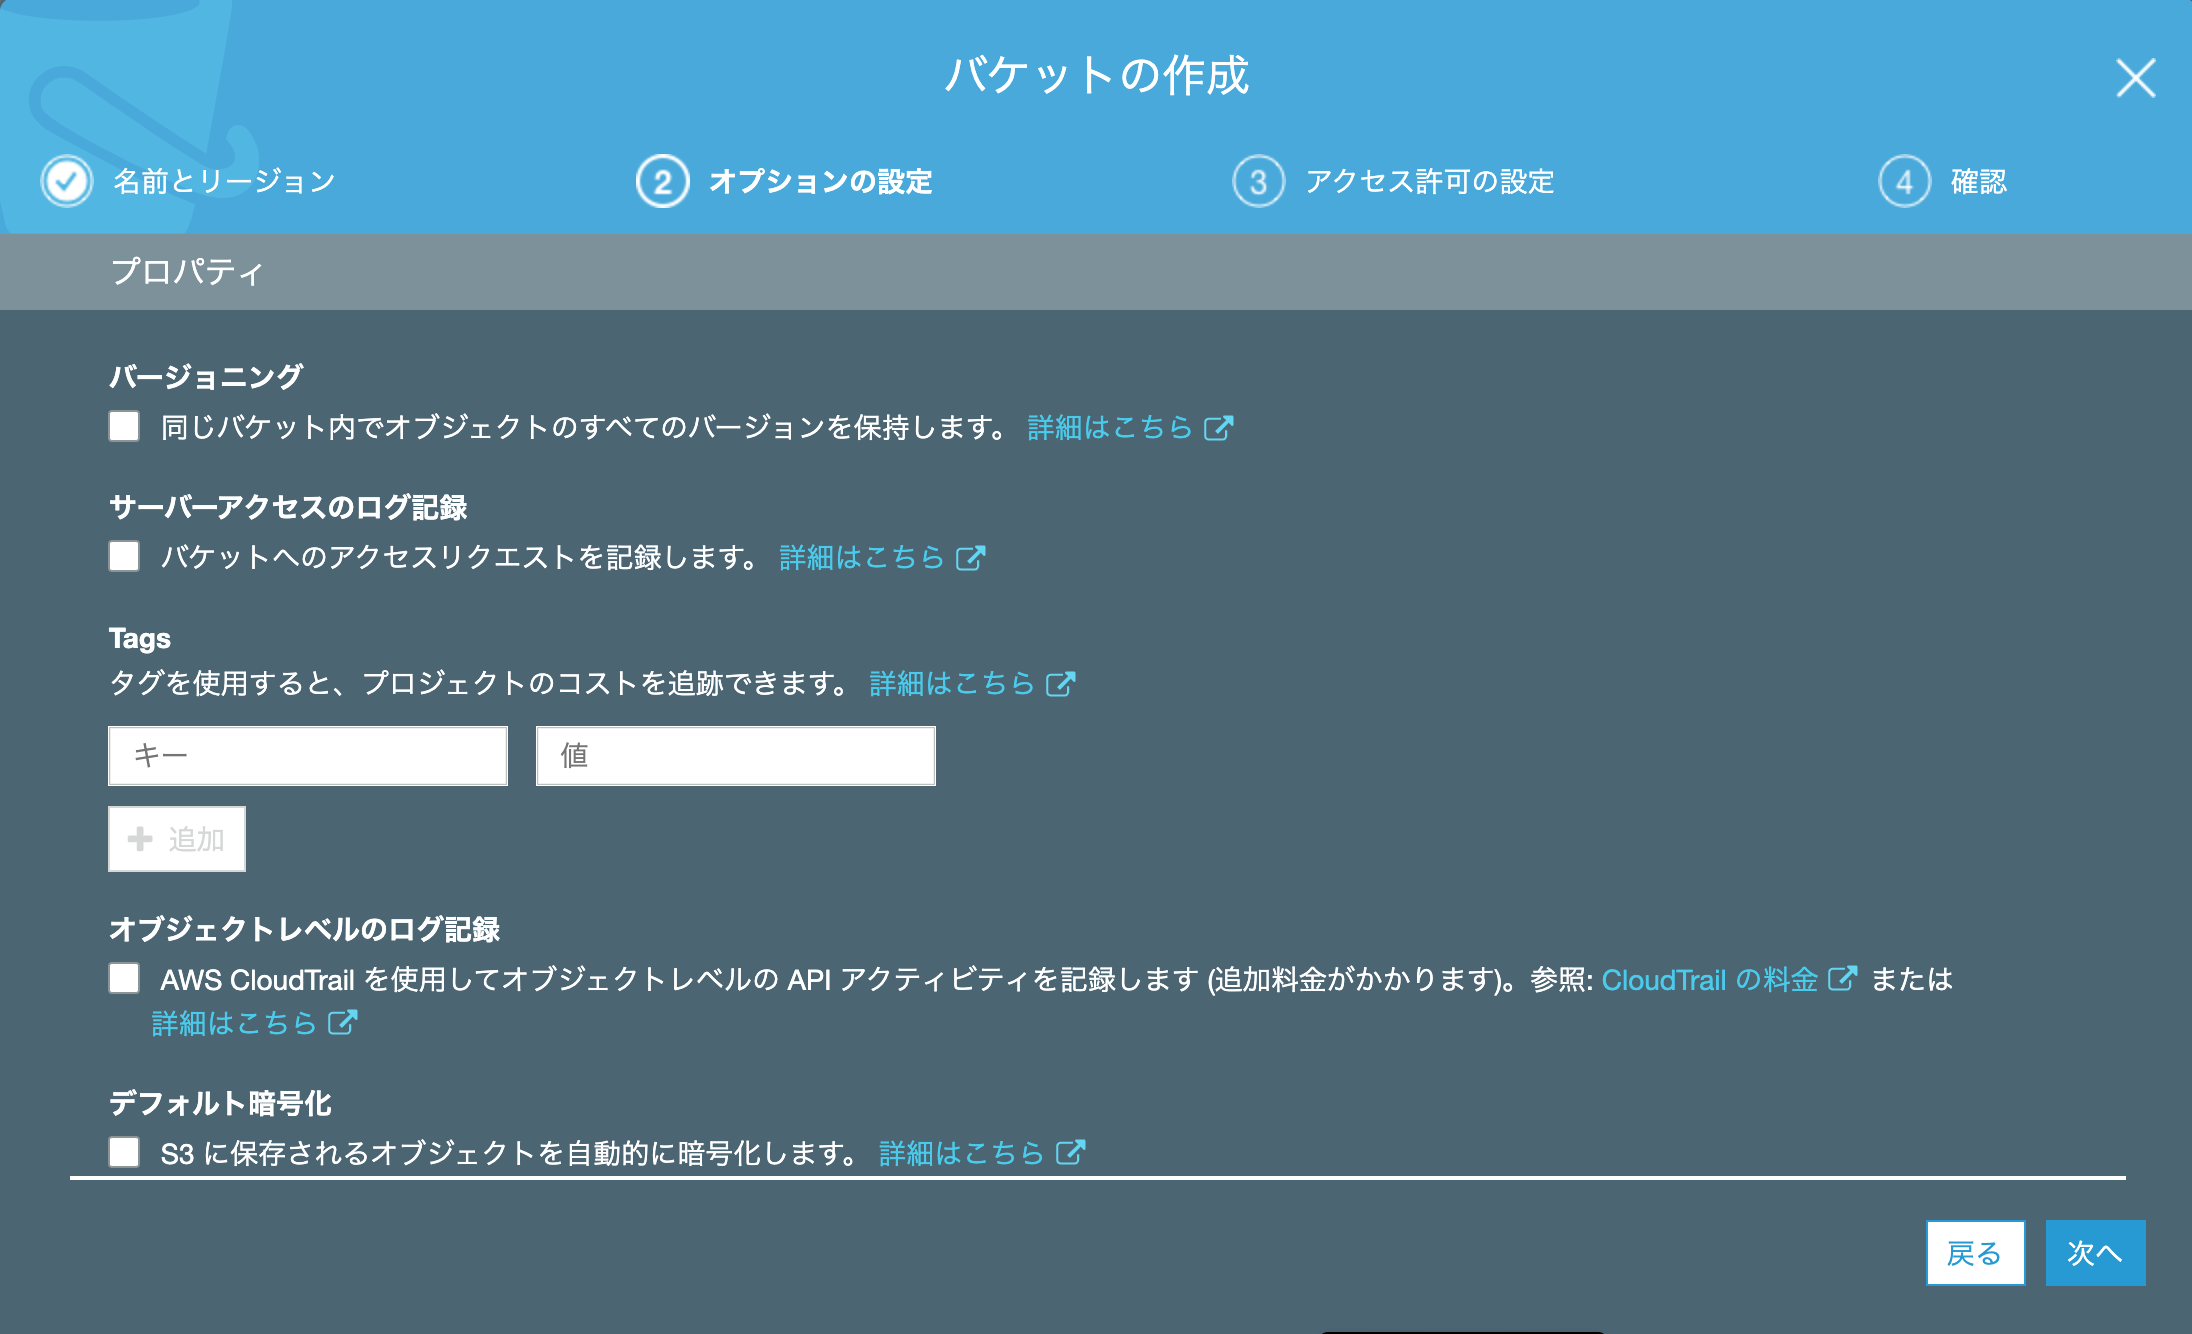 バケットの作成
名前とリージョン
2 オプションの設定
3 アクセス許可の設定
4 確認
プロパティ
バージョニング
同じバケット内でオブジェクトのすべてのバージョンを保持します。 詳細はこちら
サーバーアクセスのログ記録
バケットへのアクセスリクエストを記録します。 詳細はこちら
Tags
タグを使用すると、プロジェクトのコストを追跡できます。 詳細はこちら
キー
値
追加
オブジェクトレベルのログ記録
AWS CloudTrail を使用してオブジェクトレベルの API アクティビティを記録します (追加料金がかかります)。参照: CloudTrail の料金 または
詳細はこちら
デフォルト暗号化
S3 に保存されるオブジェクトを自動的に暗号化します。 詳細はこちら
戻る
次へ